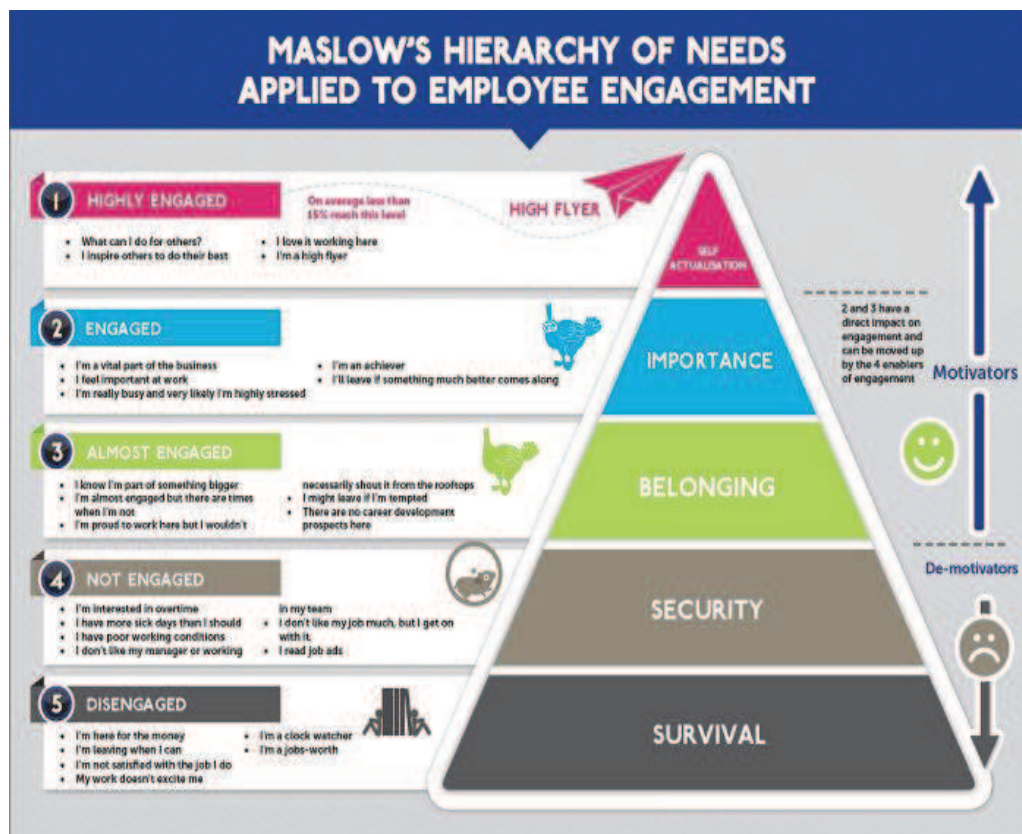 MASLOW'S HIERARCHY OF NEEDS
APPLIED TO EMPLOYEE ENGAGEMENT
1 HIGHLY ENGAGED
On average less than
15% reach this level
HIGH FLYER
• What can I do for others?
• I inspire others to do their best
• I love it working here
• I'm a high flyer
SELF
ACTUALISATION
2 ENGAGED
• I'm a vital part of the business
• I feel important at work
• I'm really busy and very likely I'm highly stressed
• I'm an achiever
• I'll leave if something much better comes along
IMPORTANCE
2 and 3 have a
direct impact on
engagement and
can be moved up
by the 4 enablers
of engagement
Motivators
3 ALMOST ENGAGED
• I know I'm part of something bigger
• I'm almost engaged but there are times
when I'm not
• I'm proud to work here but I wouldn't
necessarily shout it from the rooftops
• I might leave if I'm tempted
• There are no career development
prospects here
BELONGING
De-motivators
4 NOT ENGAGED
• I'm interested in overtime
• I have more sick days than I should
• I have poor working conditions
• I don't like my manager or working
in my team
• I don't like my job much, but I get on
with it.
• I read job ads
SECURITY
5 DISENGAGED
• I'm here for the money
• I'm leaving when I can
• I'm not satisfied with the job I do
• My work doesn't excite me
• I'm a clock watcher
• I'm a jobs-worth
SURVIVAL